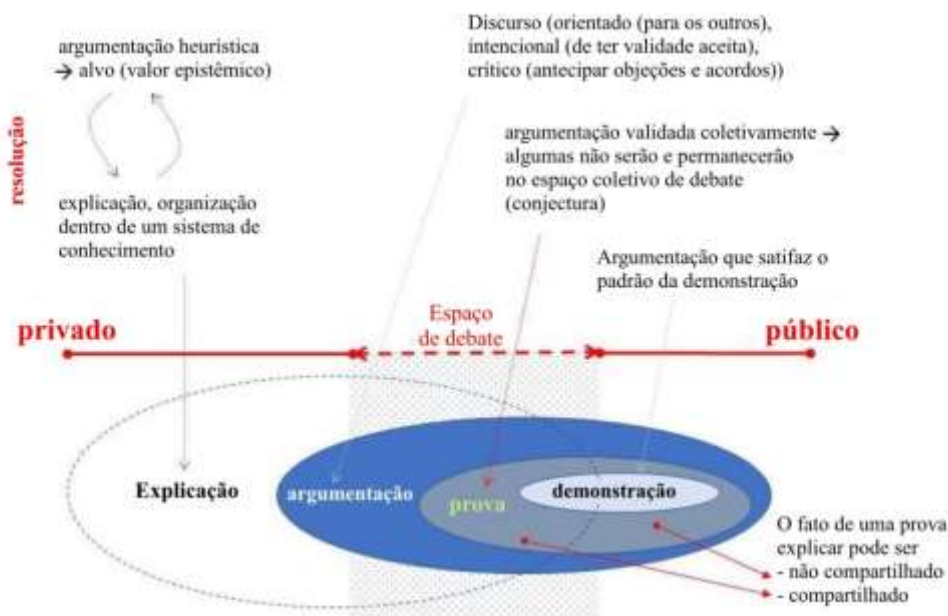 argumentação heurística
→ alvo (valor epistêmico)
resolução
explicação, organização
dentro de um sistema de
conhecimento
Discurso (orientado (para os outros),
intencional (de ter validade aceita),
crítico (antecipar objeções e acordos))
argumentação validada coletivamente →
algumas não serão e permanecerão
no espaço coletivo de debate
(conjectura)
Argumentação que satifaz o
padrão da demonstração
privado
Espaço
de debate
público
Explicação
argumentação
prova
demonstração
O fato de uma prova
explicar pode ser
- não compartilhado
- compartilhado